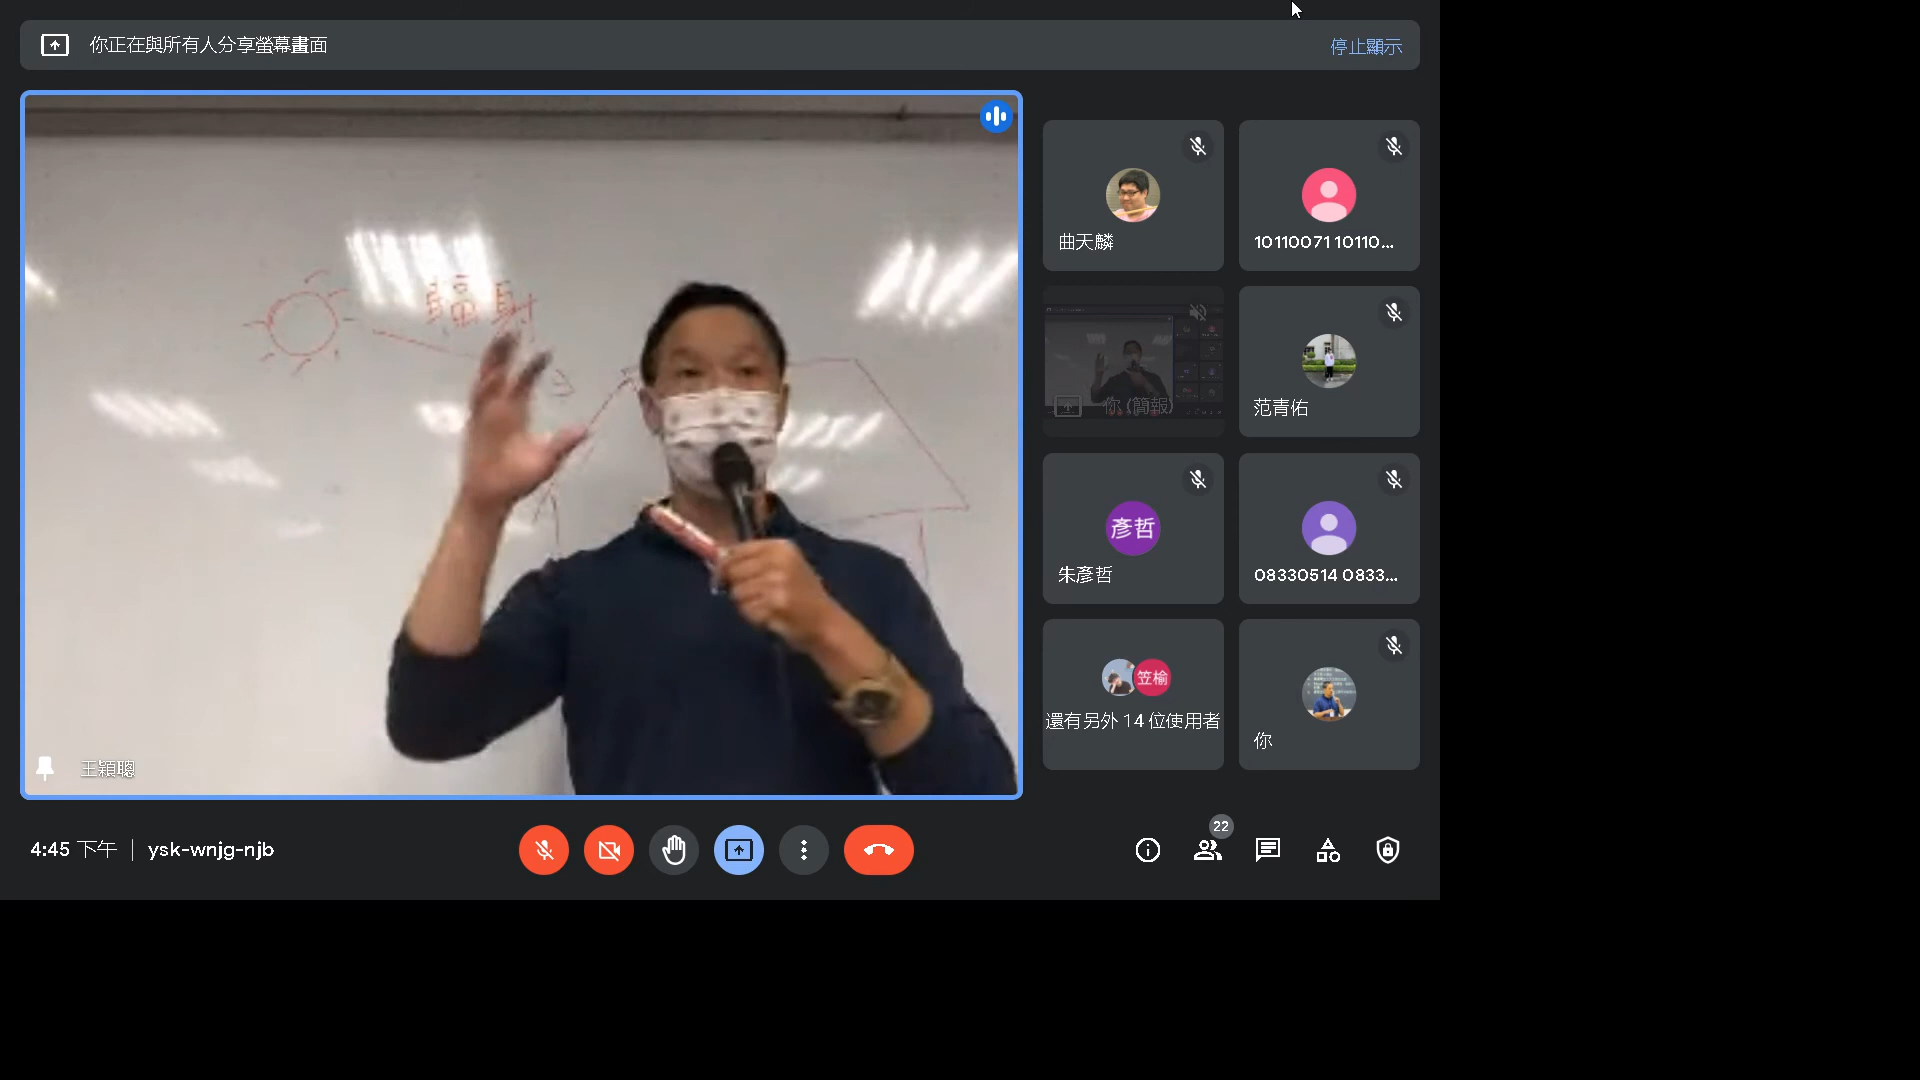 你正在與所有人分享螢幕畫面
停止顯示
輻射
王穎聰
曲天麟
10110071 10110...
你 (簡報)
范青佑
彥哲
朱彥哲
08330514 0833...
笠榆
還有另外 14 位使用者
你
4:45 下午
ysk-wnjg-njb
22